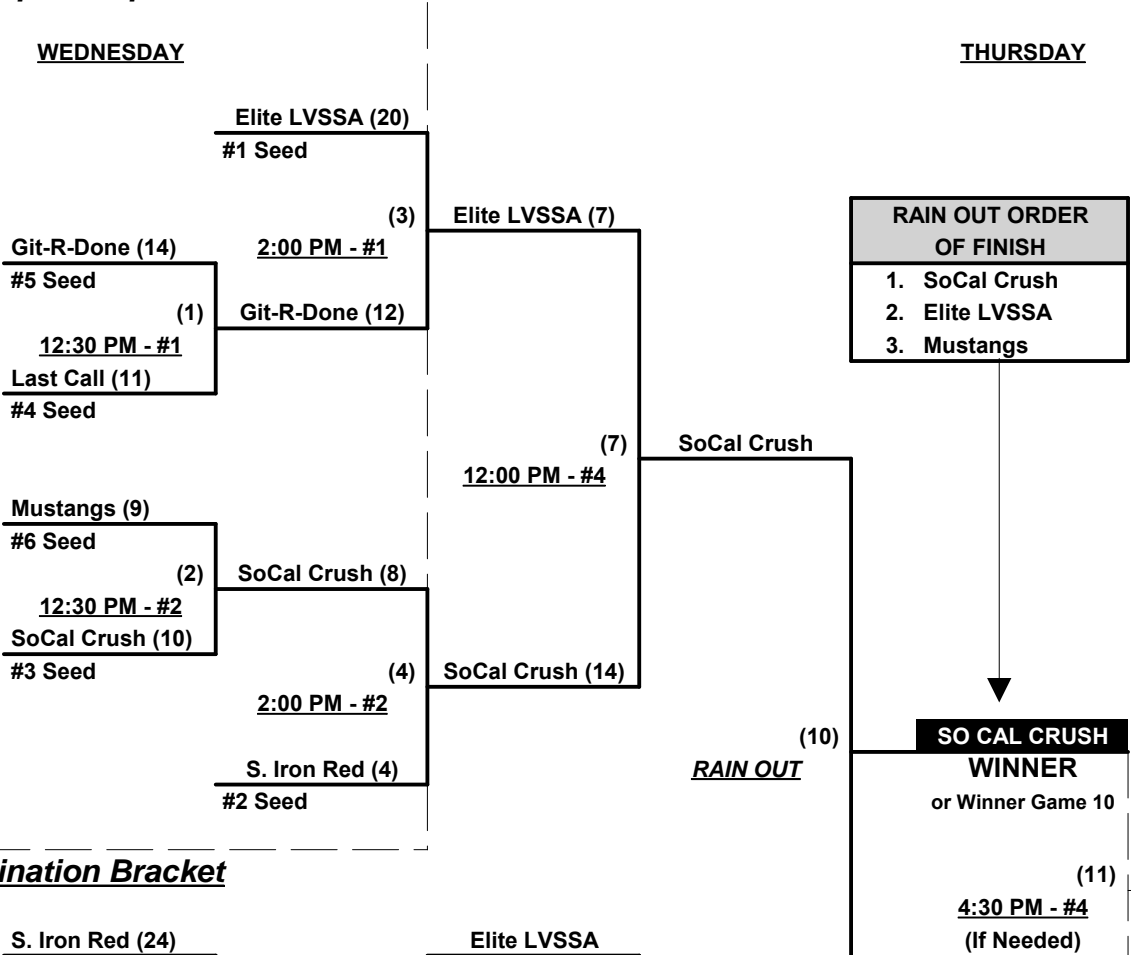 WEDNESDAY
THURSDAY
Elite LVSSA (20)
#1 Seed
(3)
2:00 PM - #1
Elite LVSSA (7)
RAIN OUT ORDER
OF FINISH
1. SoCal Crush
2. Elite LVSSA
3. Mustangs
Git-R-Done (14)
#5 Seed
(1)
12:30 PM - #1
Git-R-Done (12)
Last Call (11)
#4 Seed
(7)
12:00 PM - #4
SoCal Crush
Mustangs (9)
#6 Seed
(2)
12:30 PM - #2
SoCal Crush (8)
SoCal Crush (10)
#3 Seed
(4)
2:00 PM - #2
SoCal Crush (14)
S. Iron Red (4)
#2 Seed
(10)
RAIN OUT
SO CAL CRUSH
WINNER
or Winner Game 10
ination Bracket
(11)
4:30 PM - #4
(If Needed)
S. Iron Red (24)
Elite LVSSA